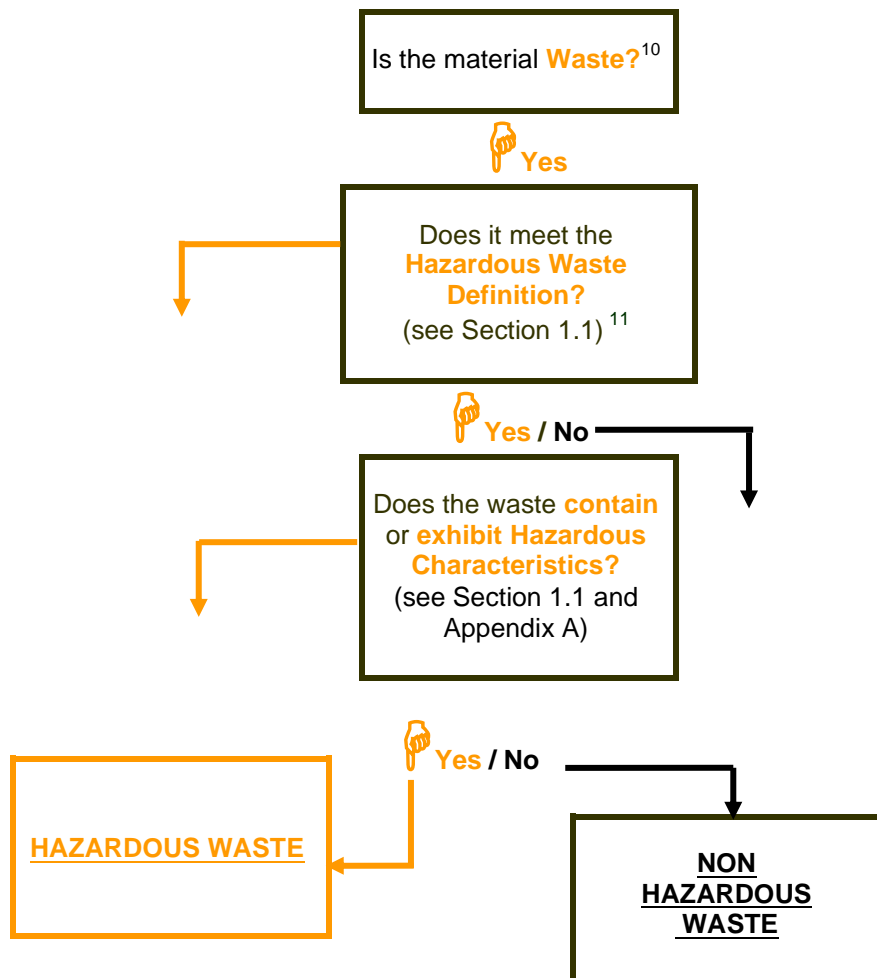 Is the material Waste?10
Yes
Does it meet the
Hazardous Waste
Definition?
(see Section 1.1) 11
Yes / No
Does the waste contain
or exhibit Hazardous
Characteristics?
(see Section 1.1 and
Appendix A)
Yes / No
HAZARDOUS WASTE
NON
HAZARDOUS
WASTE